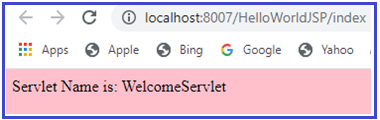 localhost:8007/HelloWorldJSP/index
Apps Apple Bing Google Yahoo
Servlet Name is: WelcomeServlet